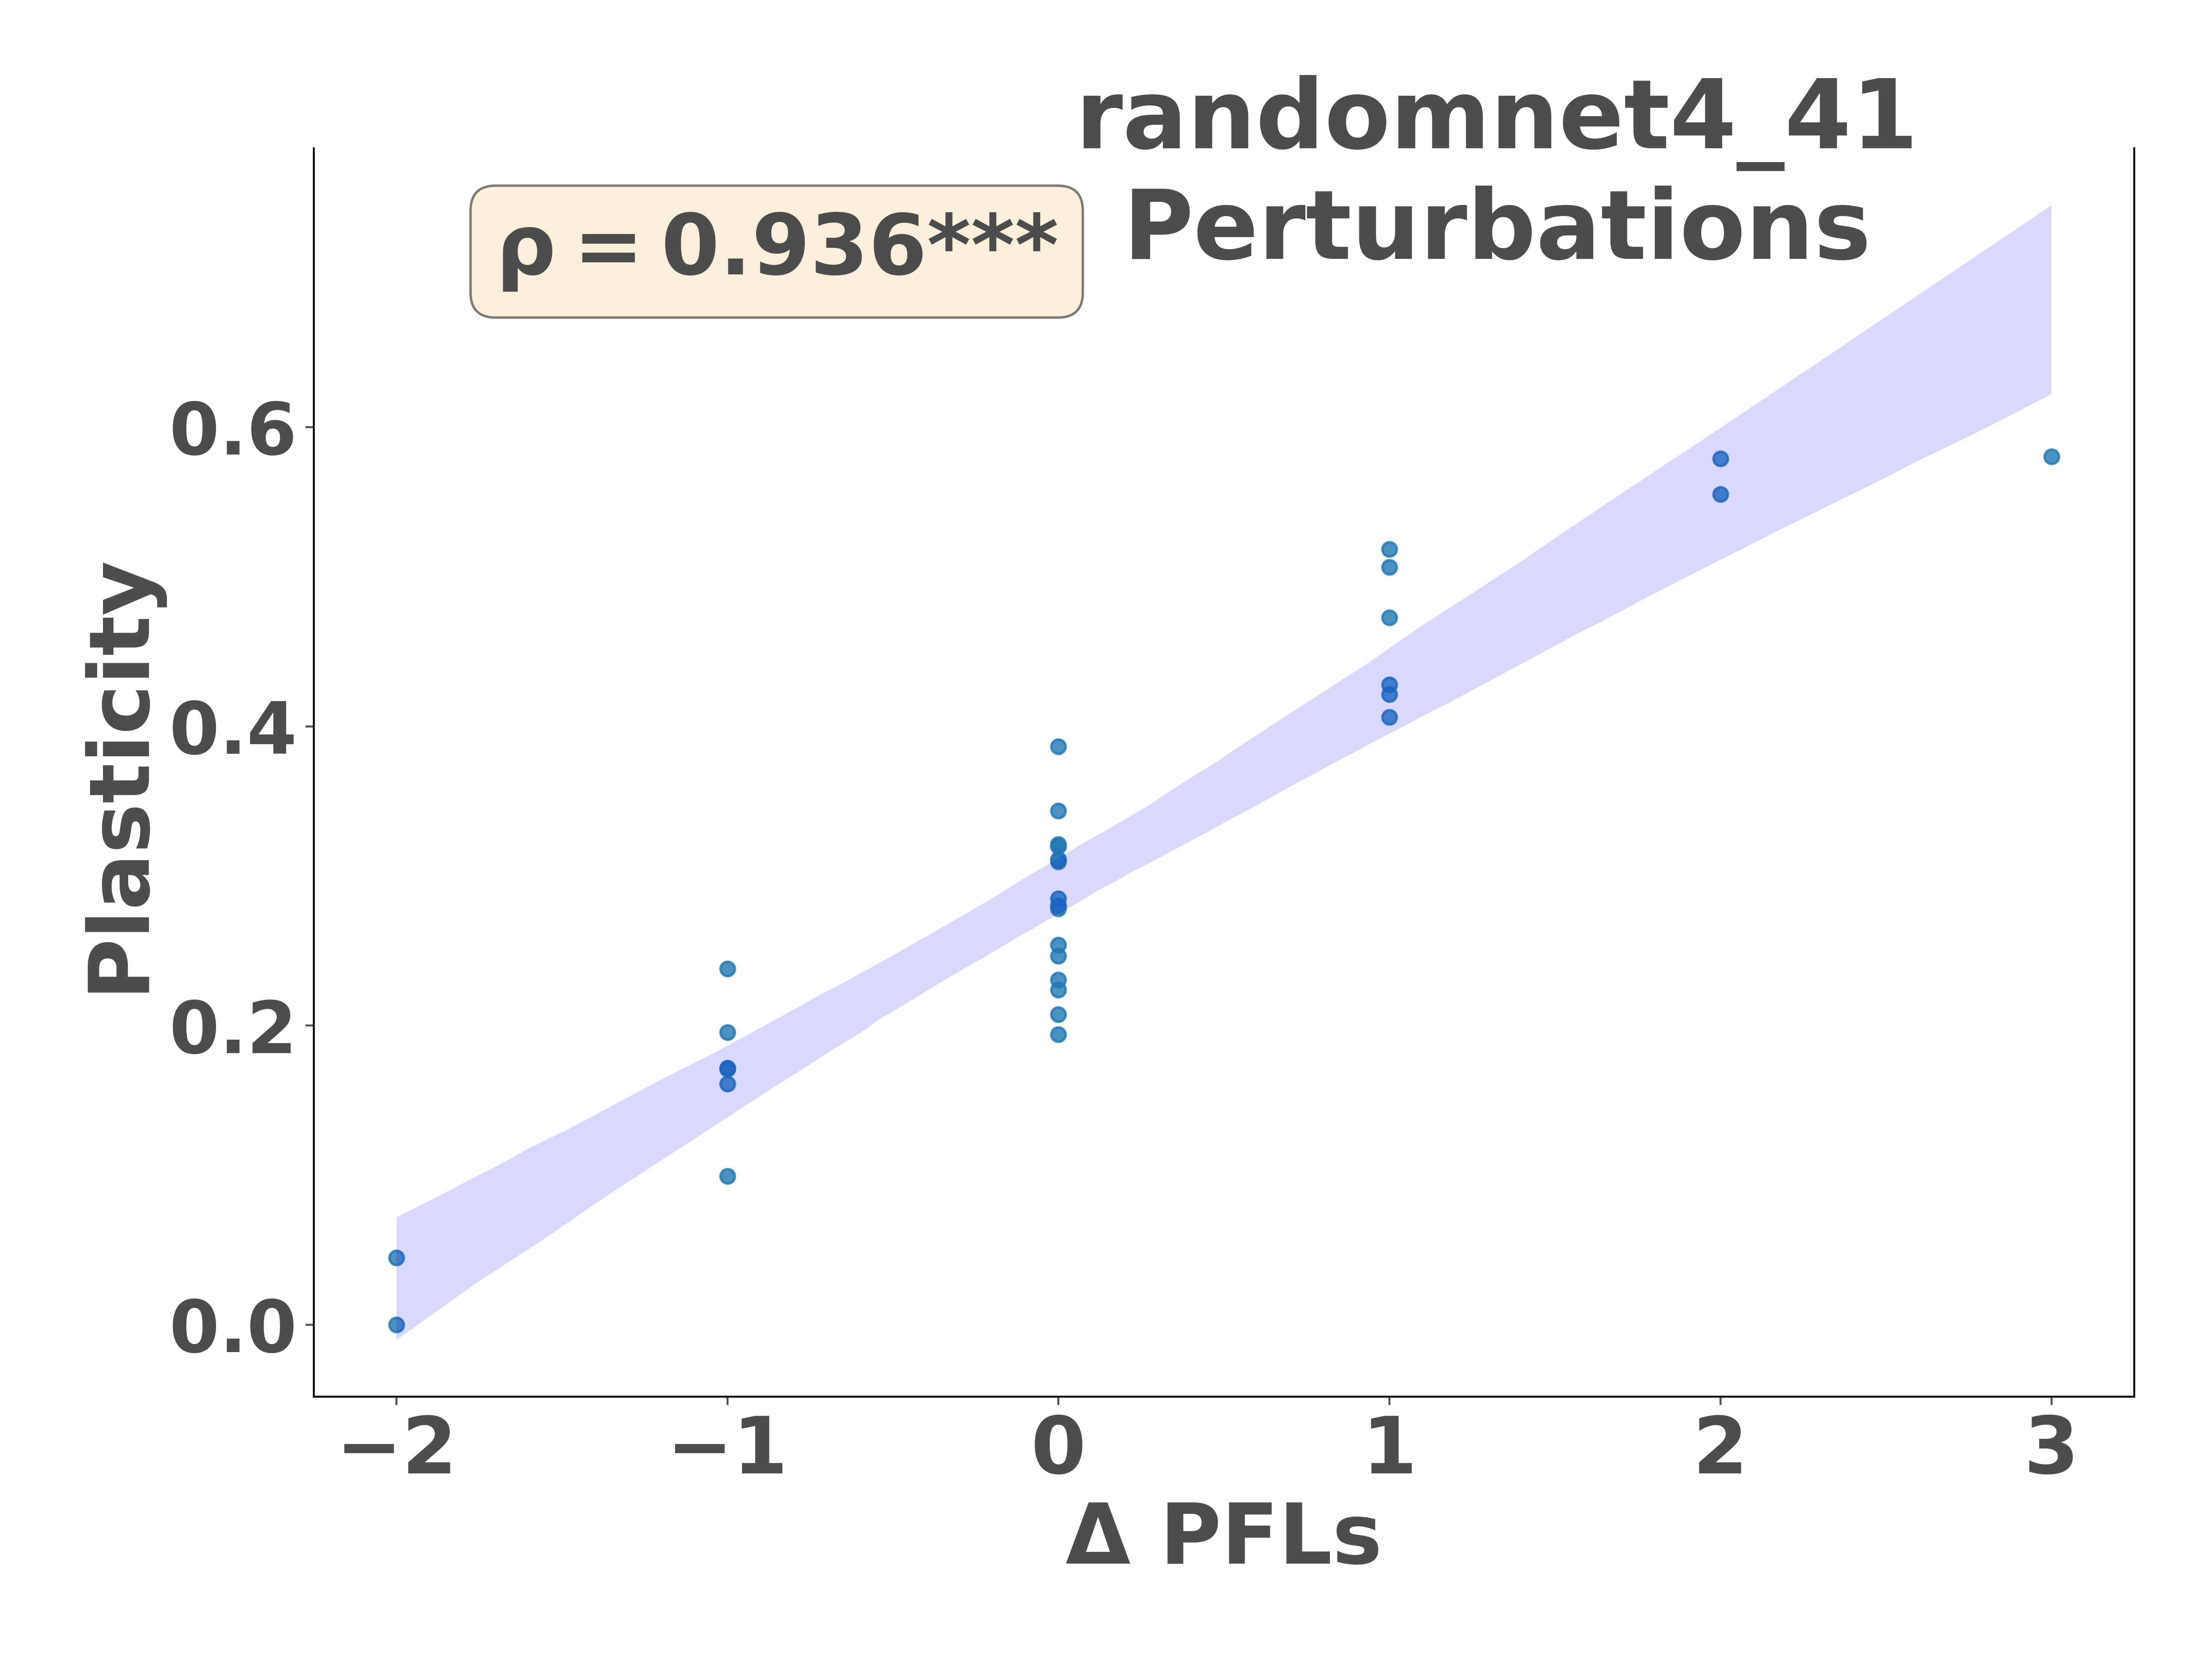 randomnet4_41
Perturbations
ρ = 0.936***
Plasticity
0.6
0.4
0.2
0.0
−2 −1 0 1 2 3
Δ PFLs